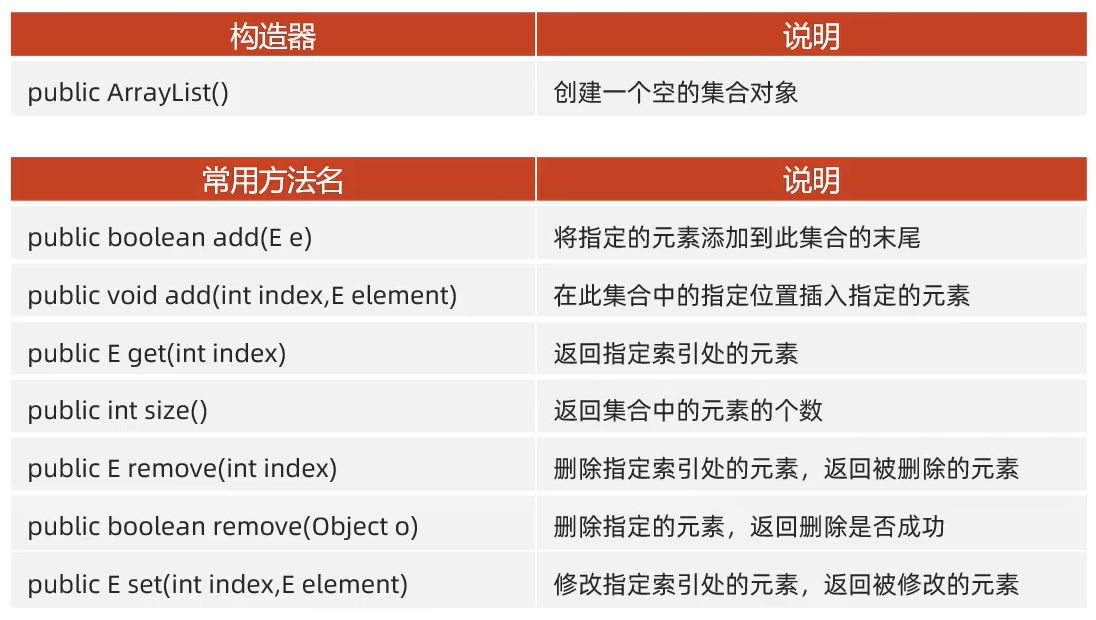 构造器 说明
public ArrayList() 创建一个空的集合对象
常用方法名 说明
public boolean add(E e) 将指定的元素添加到此集合的末尾
public void add(int index,E element) 在此集合中的指定位置插入指定的元素
public E get(int index) 返回指定索引处的元素
public int size() 返回集合中的元素的个数
public E remove(int index) 删除指定索引处的元素，返回被删除的元素
public boolean remove(Object o) 删除指定的元素，返回删除是否成功
public E set(int index,E element) 修改指定索引处的元素，返回被修改的元素